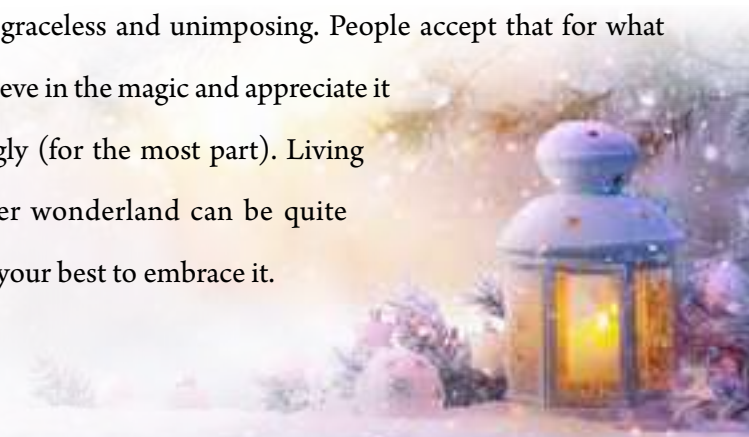 graceless and unimposing. People accept that for what
eve in the magic and appreciate it
gly (for the most part). Living
er wonderland can be quite
your best to embrace it.